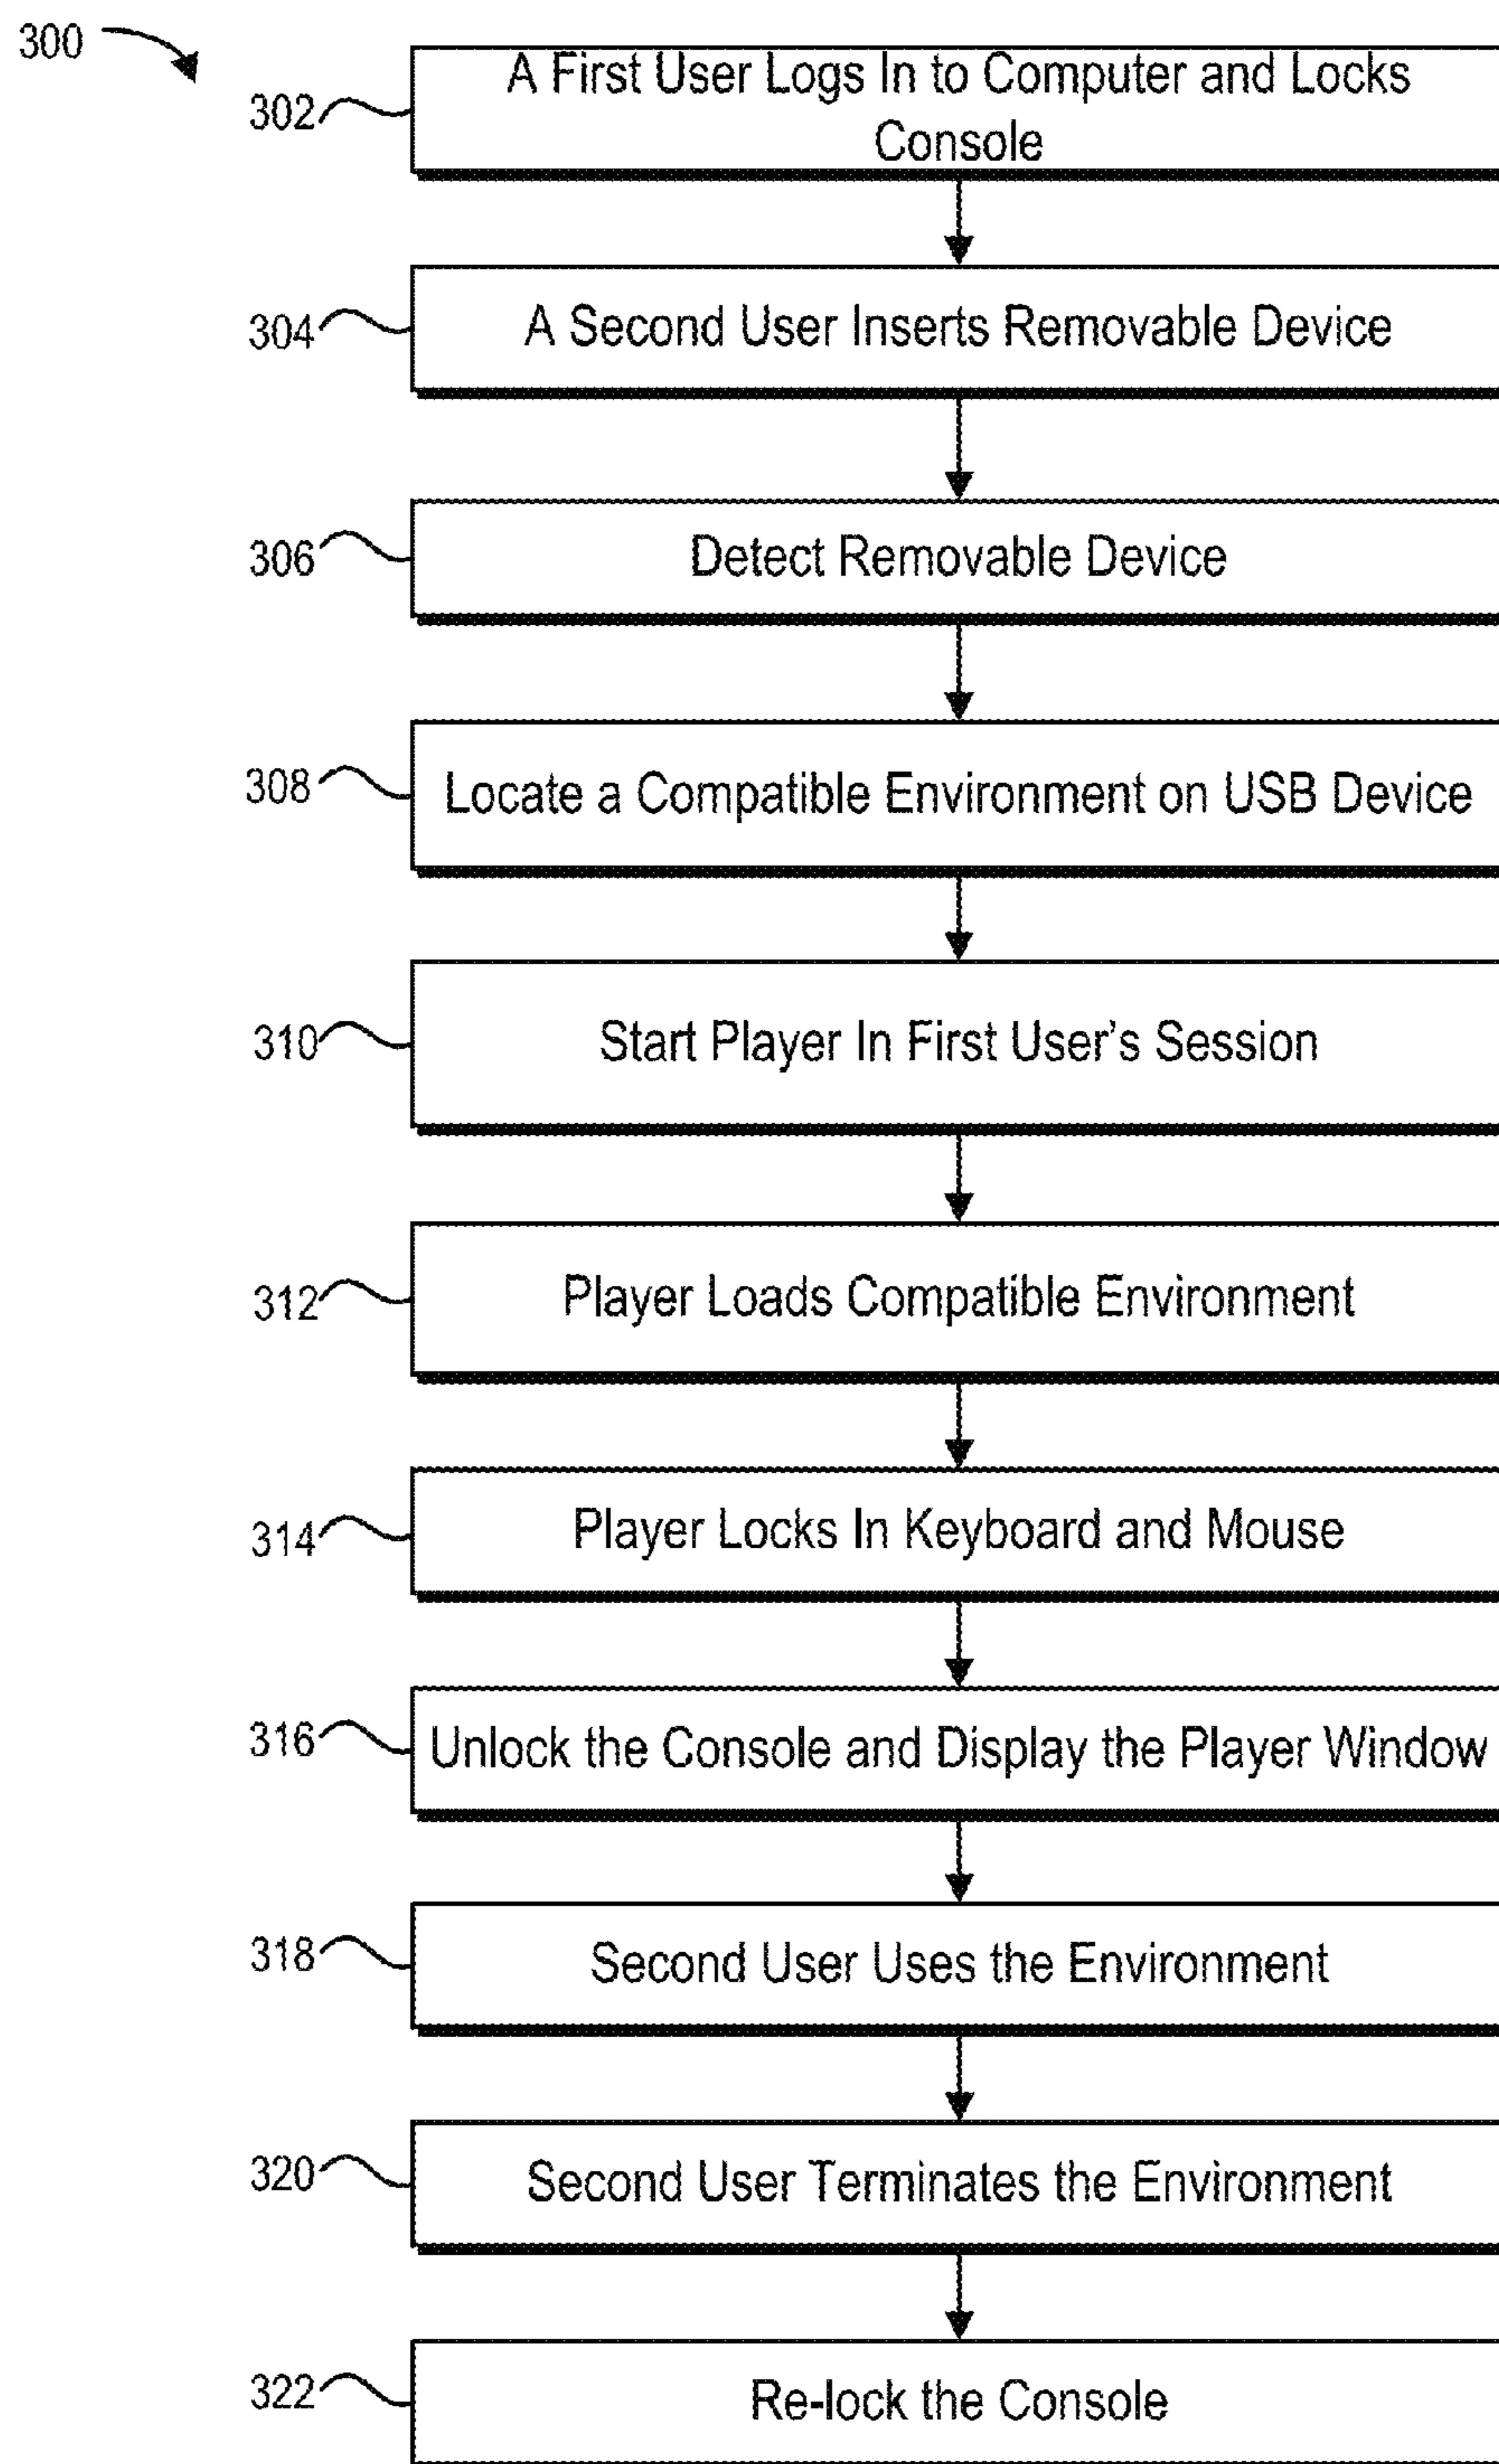 300
302
A First User Logs In to Computer and Locks
Console
304
A Second User Inserts Removable Device
306
Detect Removable Device
308
Locate a Compatible Environment on USB Device
310
Start Player In First User's Session
312
Player Loads Compatible Environment
314
Player Locks In Keyboard and Mouse
316
Unlock the Console and Display the Player Window
318
Second User Uses the Environment
320
Second User Terminates the Environment
322
Re-lock the Console